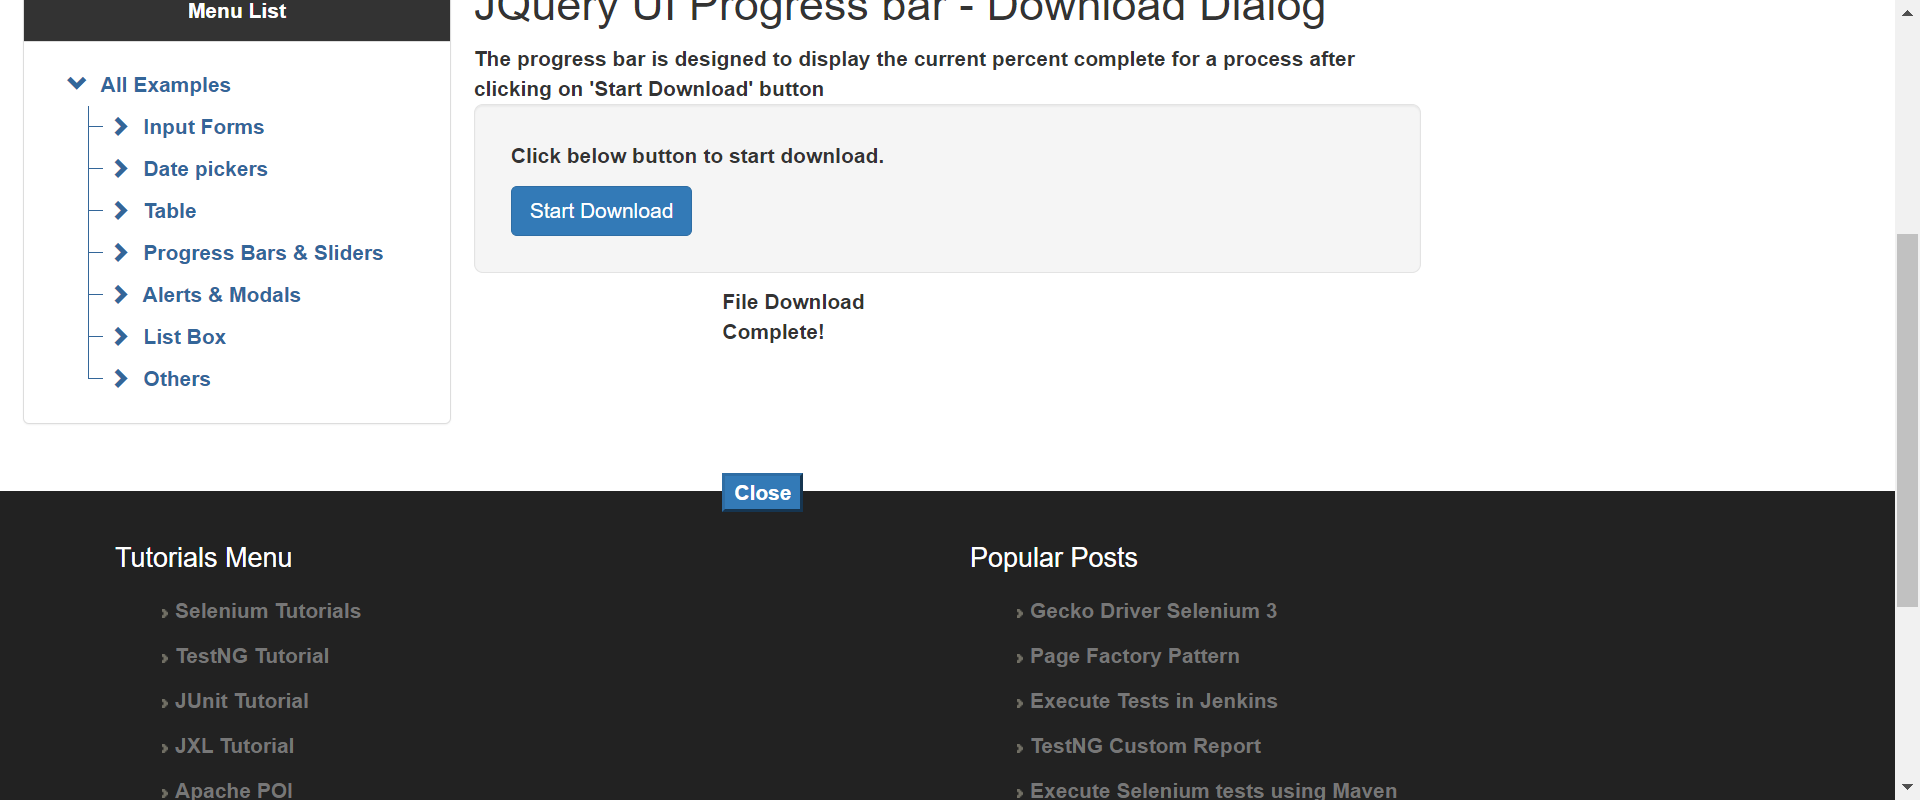 Menu List
All Examples
Input Forms
Date pickers
Table
Progress Bars & Sliders
Alerts & Modals
List Box
Others
JQuery UI Progress bar - Download Dialog
The progress bar is designed to display the current percent complete for a process after
clicking on 'Start Download' button
Click below button to start download.
Start Download
File Download
Complete!
Close
Tutorials Menu
Selenium Tutorials
TestNG Tutorial
JUnit Tutorial
JXL Tutorial
Apache POI
Popular Posts
Gecko Driver Selenium 3
Page Factory Pattern
Execute Tests in Jenkins
TestNG Custom Report
Execute Selenium tests using Maven